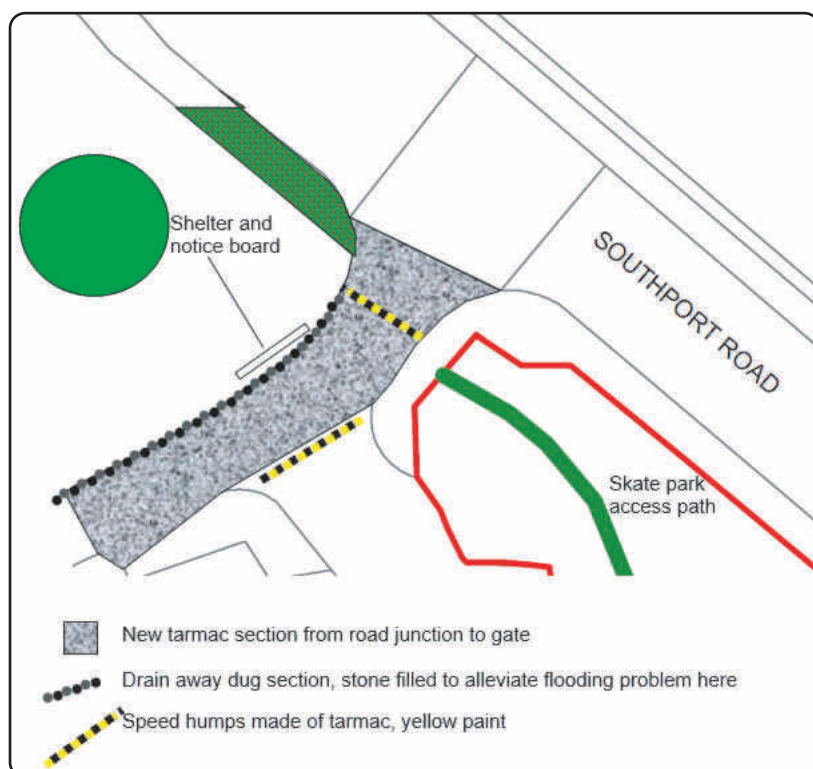 Shelter and
notice board
SOUTHPORT ROAD
Skate park
access path
New tarmac section from road junction to gate
Drain away dug section, stone filled to alleviate flooding problem here
Speed humps made of tarmac, yellow paint